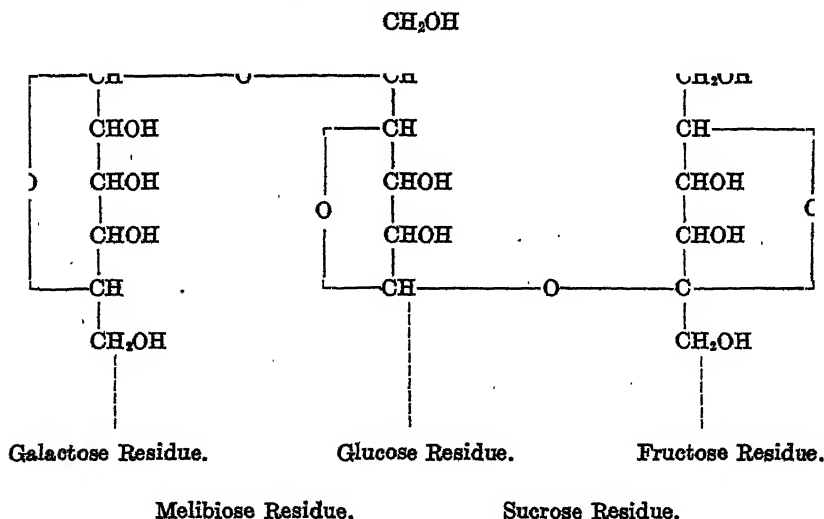 CH₂OH
CH O CH CH₂OH
CHOH CH CH
O CHOH CHOH CHOH
O O
CHOH CHOH CHOH
CH CH O C
CH₂OH CH₂OH
Galactose Residue. Glucose Residue. Fructose Residue.
Melibiose Residue. Sucrose Residue.